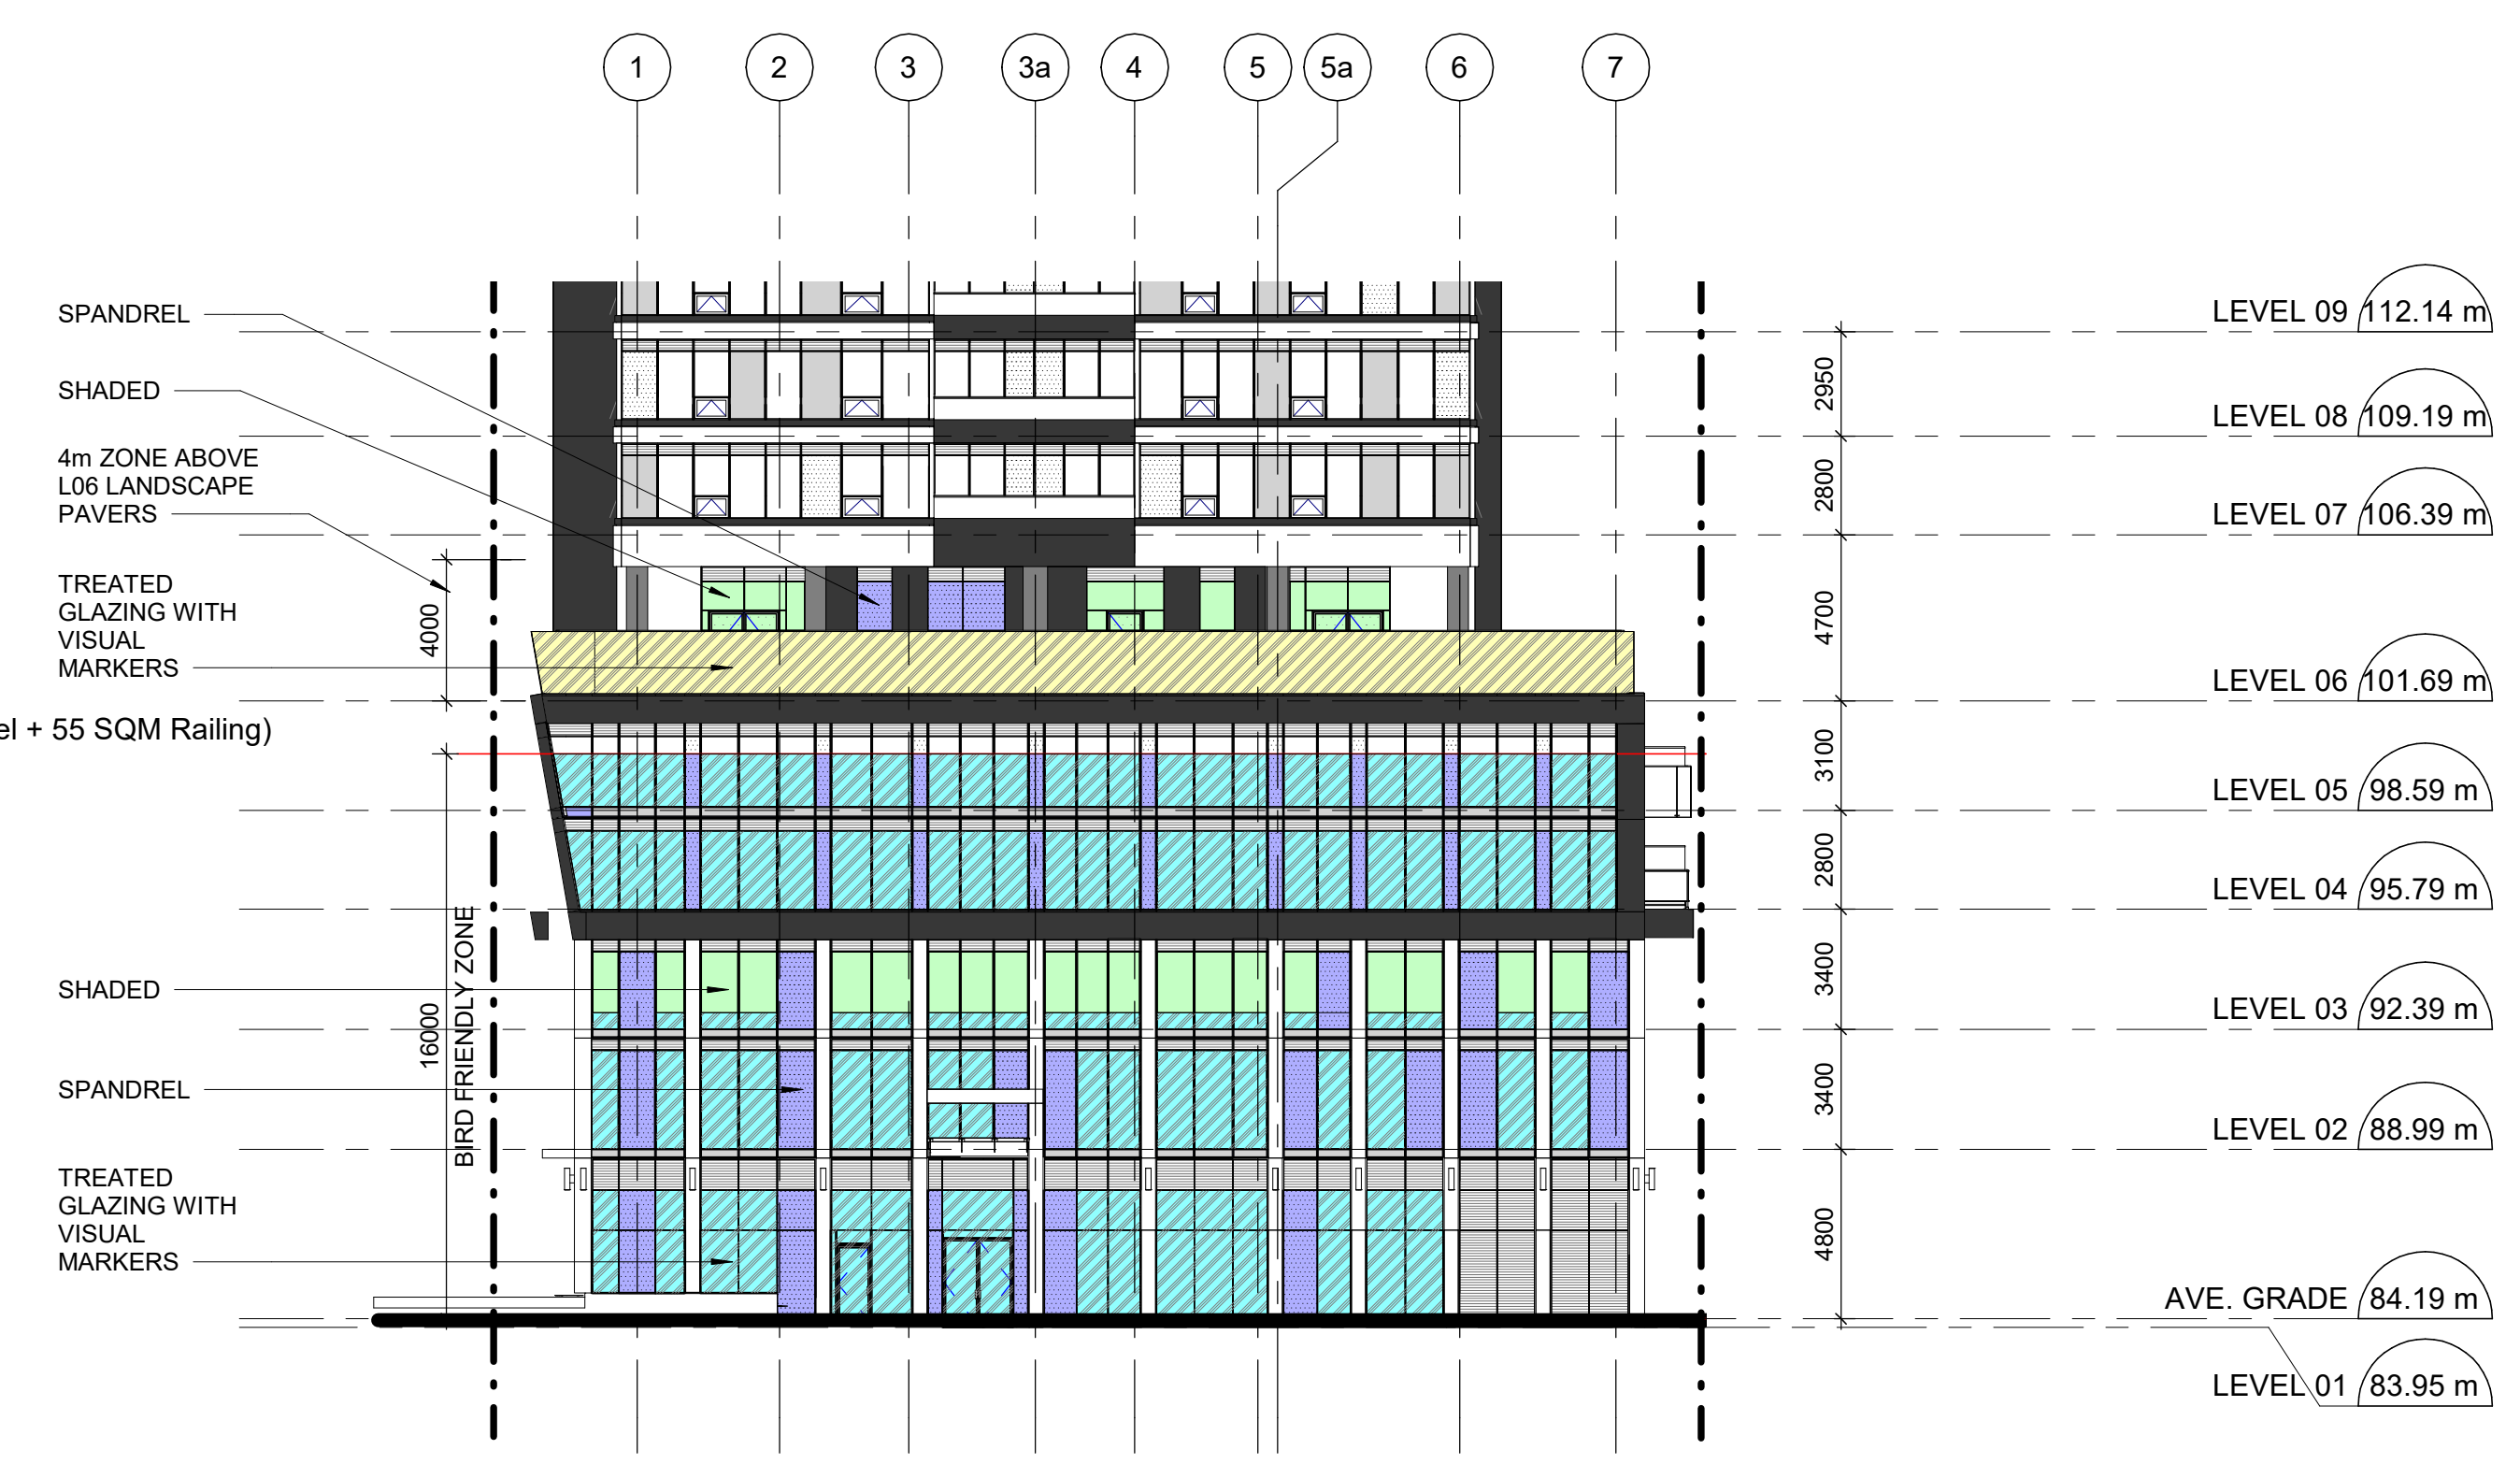 1
2
3
3a
4
5
5a
6
7
SPANDREL
SHADED
4m ZONE ABOVE
L06 LANDSCAPE
PAVERS
TREATED
GLAZING WITH
VISUAL
MARKERS
4000
el + 55 SQM Railing)
16000
BIRD FRIENDLY ZONE
SHADED
SPANDREL
TREATED
GLAZING WITH
VISUAL
MARKERS
2950
2800
4700
3100
2800
3400
3400
4800
LEVEL 09 112.14 m
LEVEL 08 109.19 m
LEVEL 07 106.39 m
LEVEL 06 101.69 m
LEVEL 05 98.59 m
LEVEL 04 95.79 m
LEVEL 03 92.39 m
LEVEL 02 88.99 m
AVE. GRADE 84.19 m
LEVEL 01 83.95 m